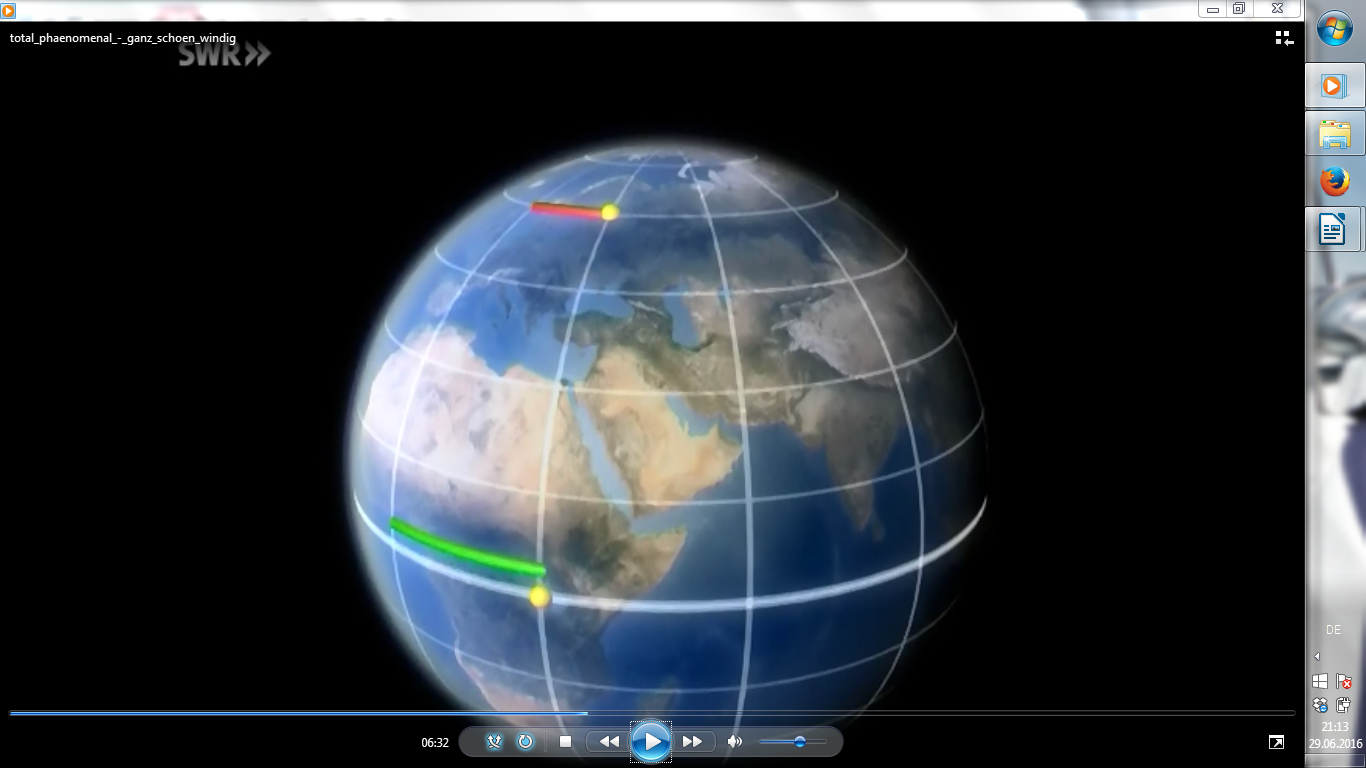 total_phaenomenal_-_ganz_schoen_windig
SWR
06:32
DE
21:13
29.06.2016